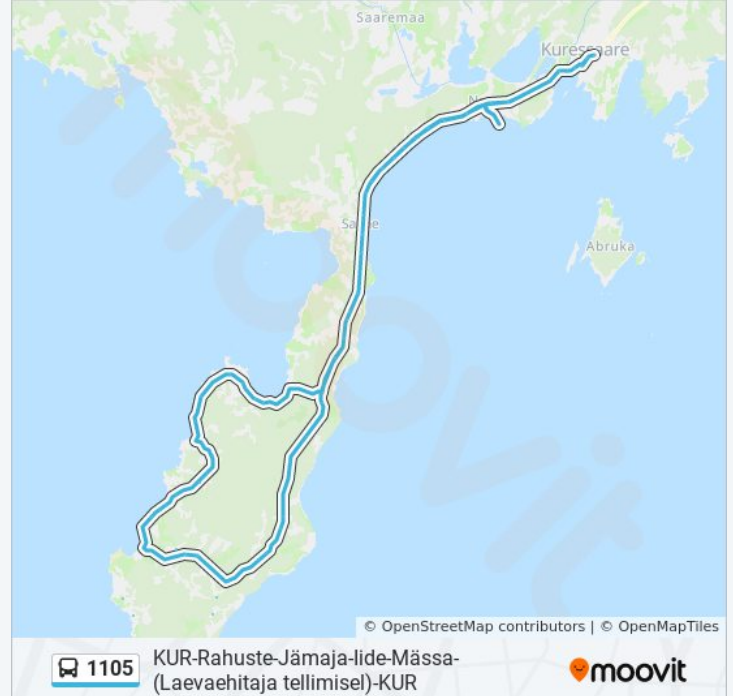 Saaremaa
Kuressaare
Abruka
© OpenStreetMap contributors | © OpenMapTiles
1105
KUR-Rahuste-Jämaja-Iide-Mässa-
(Laevaehitaja tellimisel)-KUR
moovit